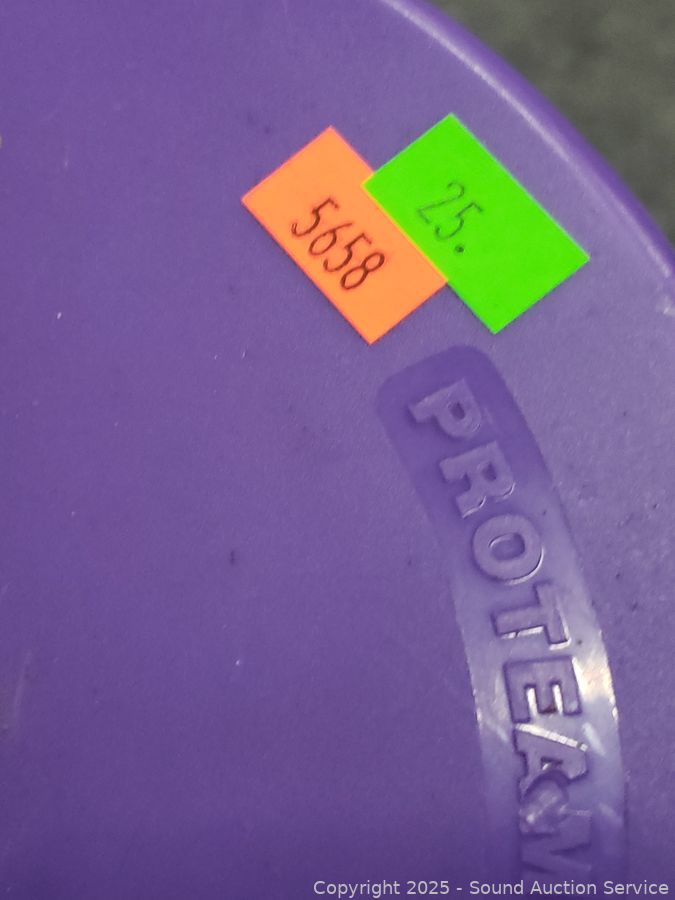 5658
25.
PROTEAM
Copyright 2025 - Sound Auction Service